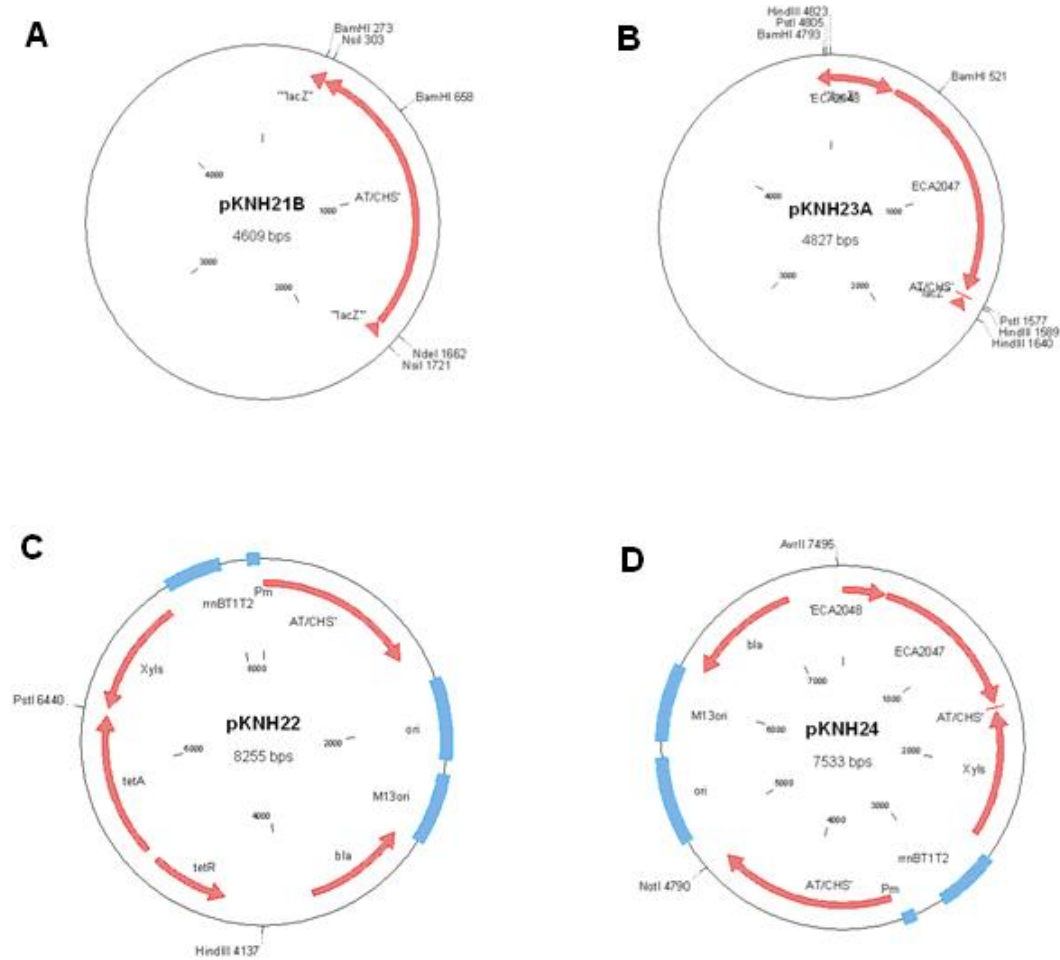 A
BamHI 273
NsiI 303
BamHI 658
""lacZ"
4000
1000
AT/CHS'
pKNH21B
4609 bps
3000
2000
""lacZ"'
NdeI 1662
NsiI 1721
B
HindIII 4823
PstI 4805
BamHI 4793
BamHI 521
'ECA2048
ECA2047
4000
1000
pKNH23A
4827 bps
3000
2000
AT/CHS'
PstI 1577
HindIII 1589
HindIII 1640
C
rrnBT1T2
Pm
AT/CHS'
XylS
8000
PstI 6440
pKNH22
8255 bps
ori
2000
6000
tetA
M13ori
4000
tetR
bla
HindIII 4137
D
AvrII 7495
'ECA2048
bla
ECA2047
7000
1000
M13ori
6000
pKNH24
7533 bps
AT/CHS'
2000
XylS
ori
5000
3000
4000
rrnBT1T2
NotI 4790
AT/CHS'
Pm